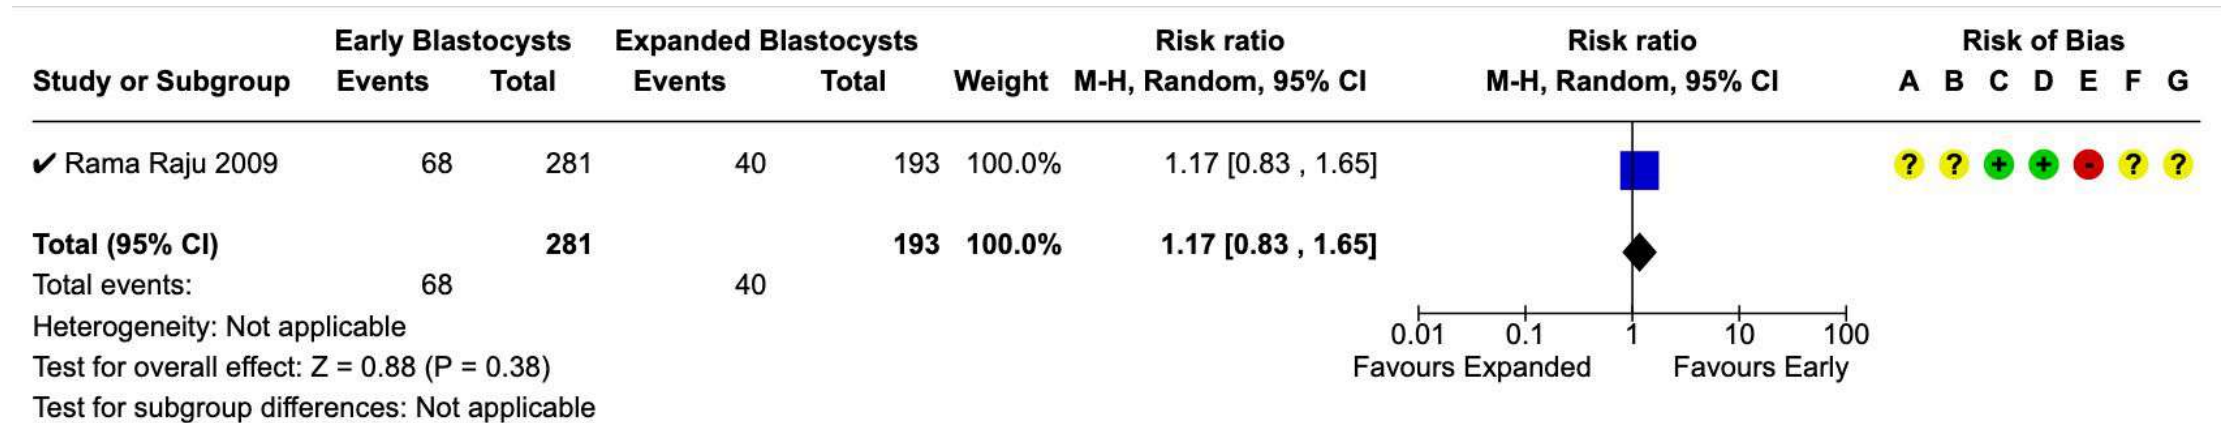 Early Blastocysts Expanded Blastocysts Risk ratio Risk ratio Risk of Bias
Study or Subgroup Events Total Events Total Weight M-H, Random, 95% CI M-H, Random, 95% CI A B C D E F G
✔ Rama Raju 2009 68 281 40 193 100.0% 1.17 [0.83 , 1.65] ? ? + + - ? ?
Total (95% CI) 281 193 100.0% 1.17 [0.83 , 1.65]
Total events: 68 40
Heterogeneity: Not applicable
0.01 0.1 1 10 100
Test for overall effect: Z = 0.88 (P = 0.38) Favours Expanded Favours Early
Test for subgroup differences: Not applicable